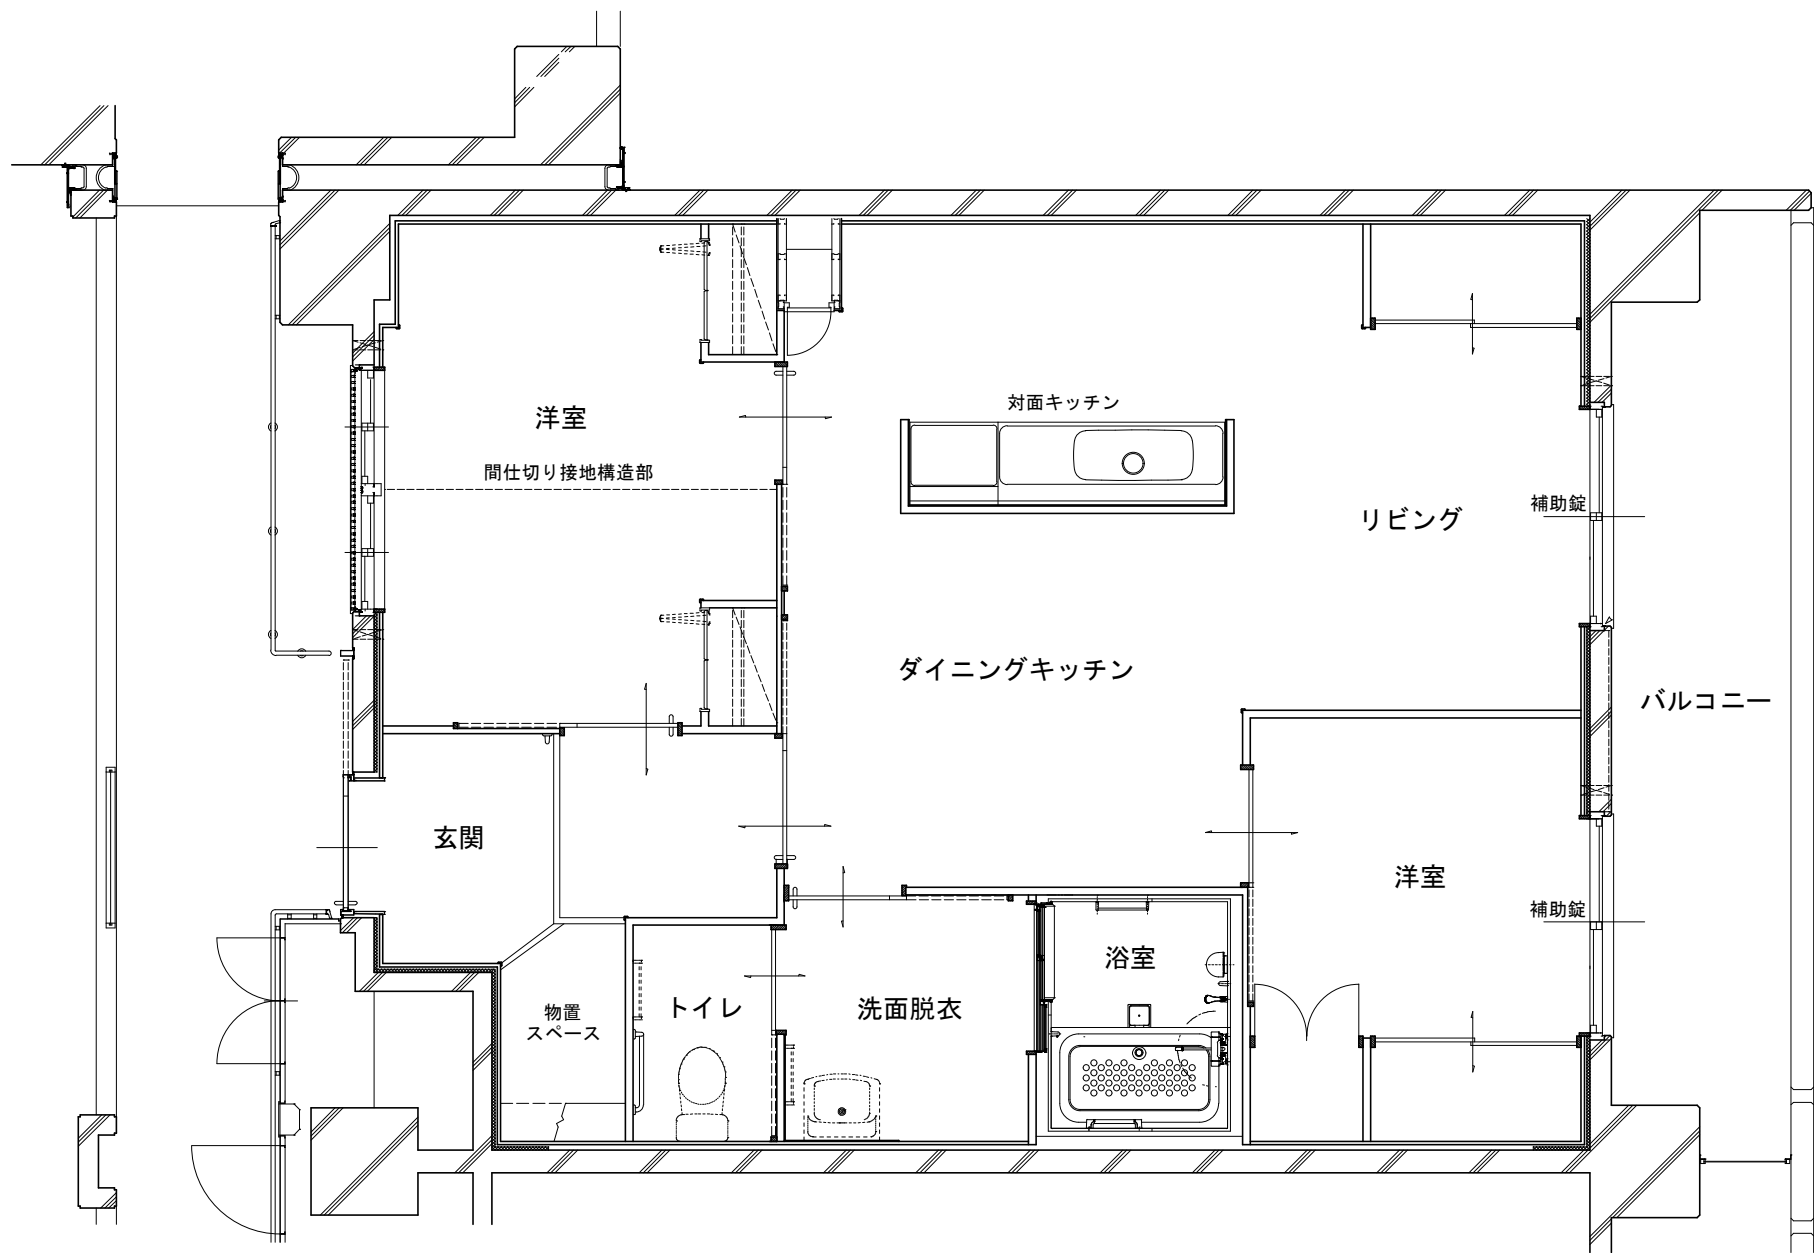 対面キッチン
洋室
間仕切り接地構造部
補助錠
リビング
ダイニングキッチン
バルコニー
玄関
洋室
補助錠
浴室
トイレ
洗面脱衣
物置
スペース